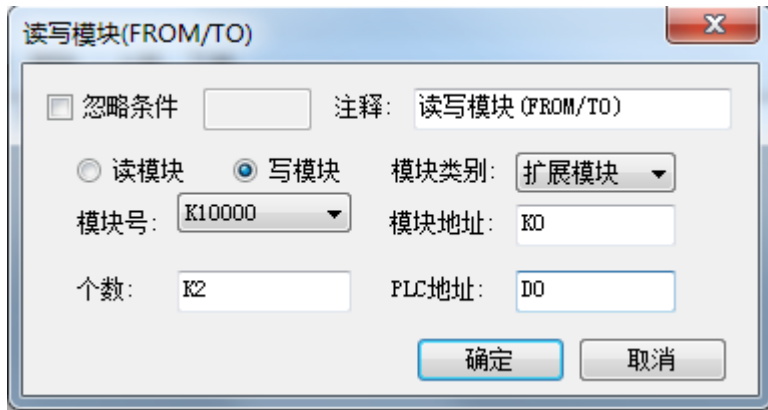 读写模块(FROM/TO)
忽略条件 注释: 读写模块(FROM/TO)
读模块 写模块 模块类别: 扩展模块
模块号: K10000 模块地址: K0
个数: K2 PLC地址: D0
确定 取消